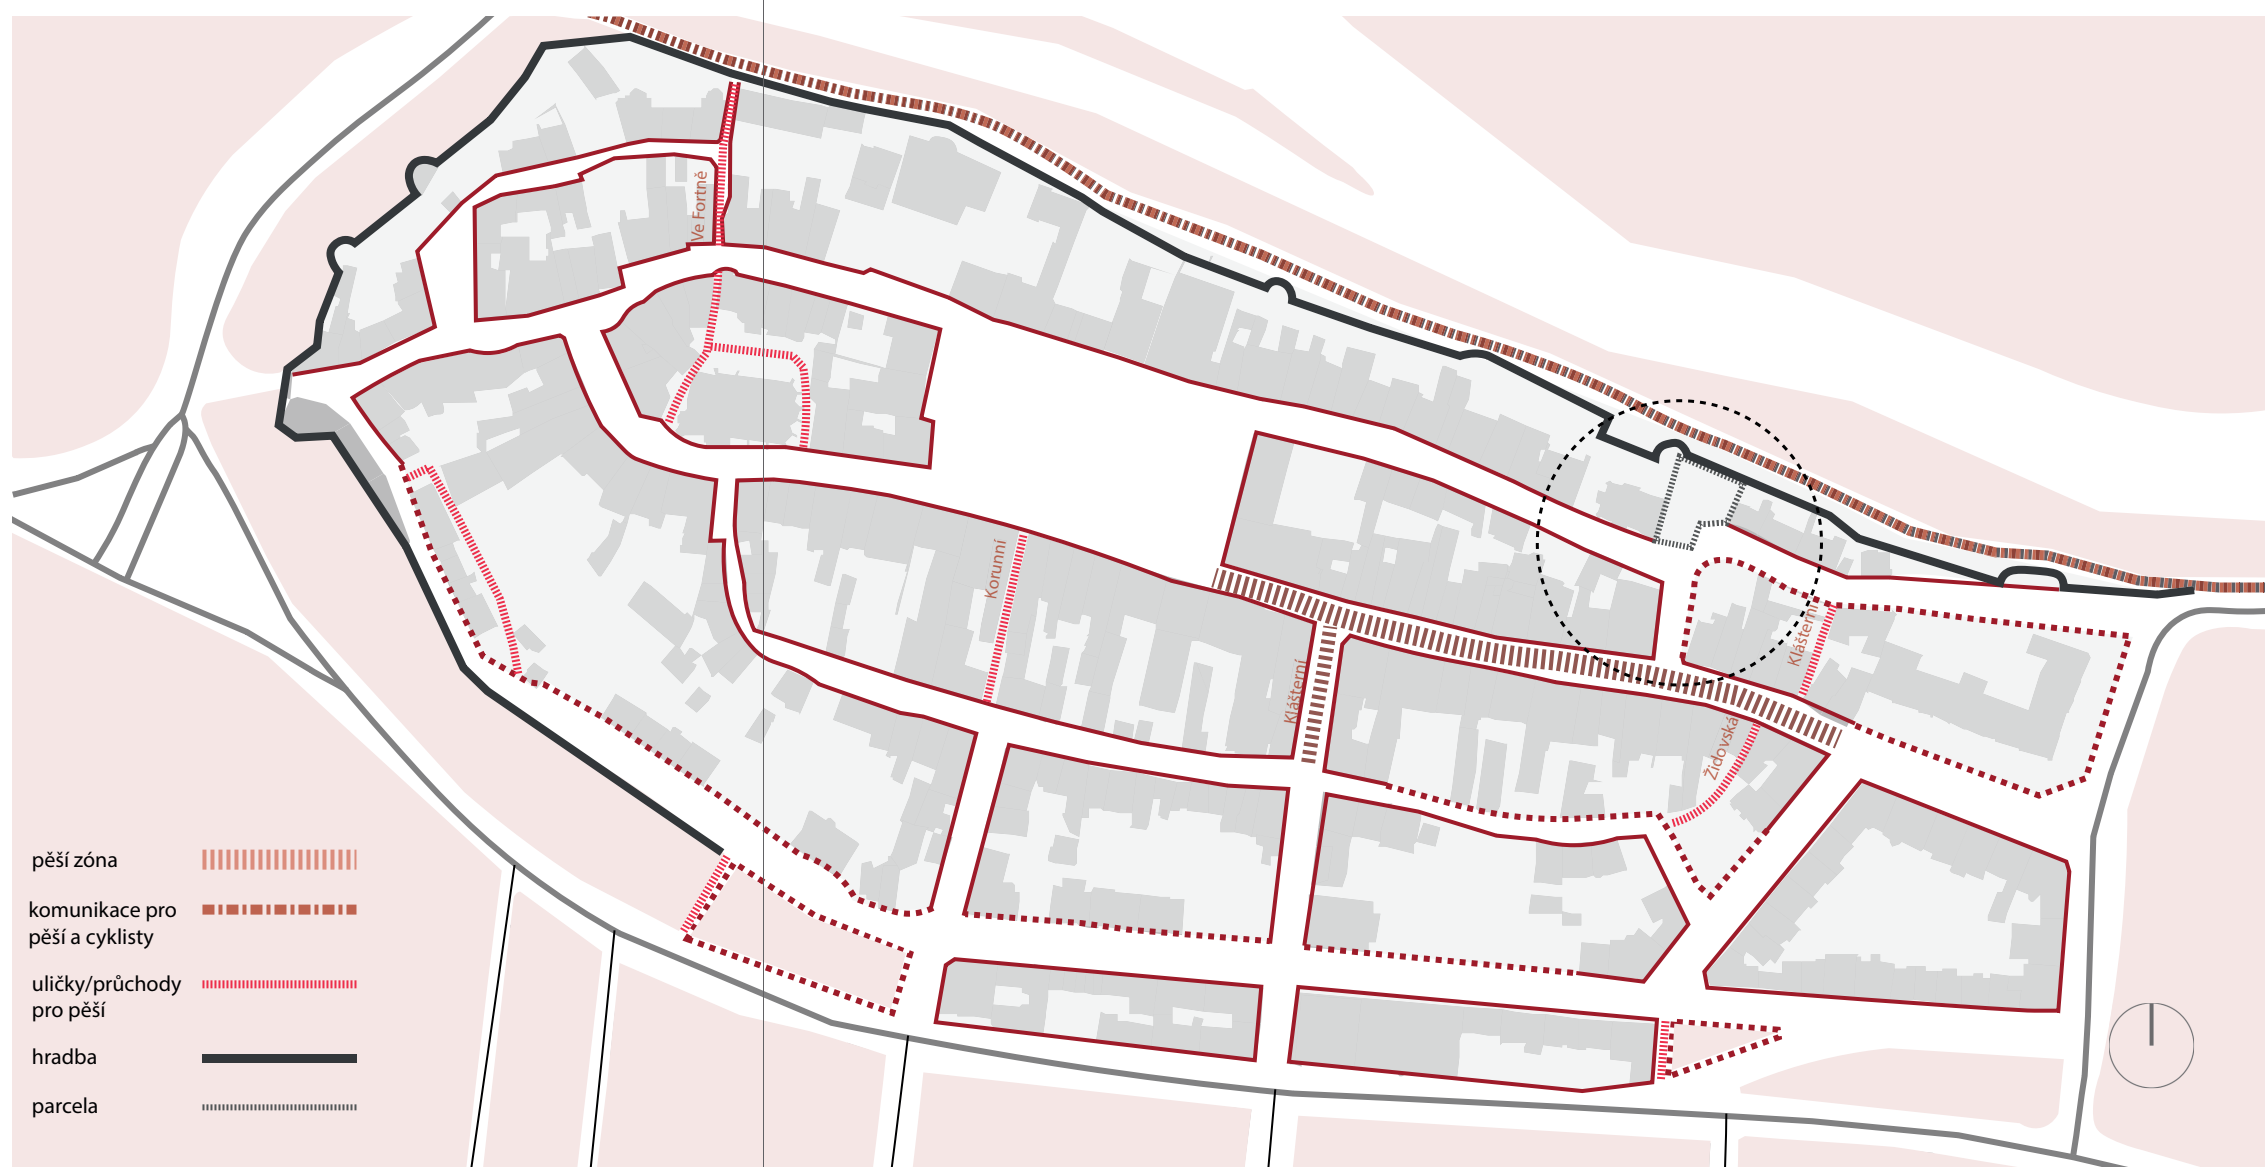 Ve Fortně
Korunní
Klášterní
Klášterní
Židovská
pěší zóna
komunikace pro
pěší a cyklisty
uličky/průchody
pro pěší
hradba
parcela